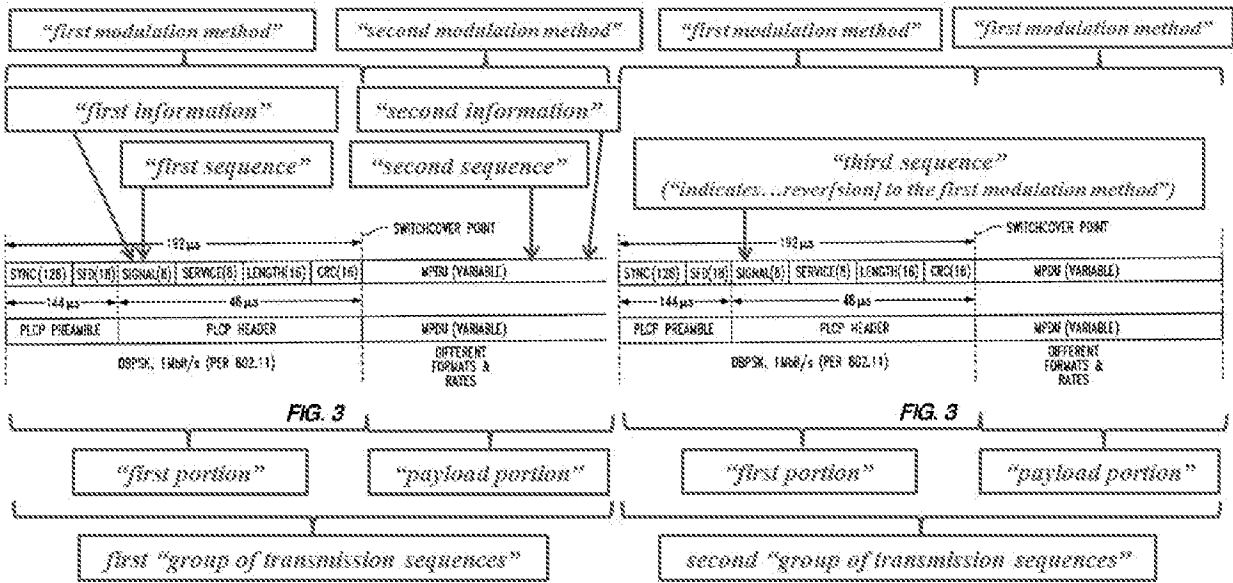 “first modulation method” “second modulation method” “first modulation method” “first modulation method”
“first information” “second information”
“first sequence” “second sequence” “third sequence”
(“indicates…rever[sion] to the first modulation method”)
SWITCHCOVER POINT SWITCHCOVER POINT
192μs 192μs
SYNC(128) SFD(16) SIGNAL(8) SERVICE(8) LENGTH(16) CRC(16) MPDU (VARIABLE) SYNC(128) SFD(16) SIGNAL(8) SERVICE(8) LENGTH(16) CRC(16) MPDU (VARIABLE)
144μs 48μs 144μs 48μs
PLCP PREAMBLE PLCP HEADER MPDU (VARIABLE) PLCP PREAMBLE PLCP HEADER MPDU (VARIABLE)
DBPSK, 1Mbit/s (PER 802.11) DIFFERENT FORMATS & RATES DBPSK, 1Mbit/s (PER 802.11) DIFFERENT FORMATS & RATES
FIG. 3 FIG. 3
“first portion” “payload portion” “first portion” “payload portion”
first “group of transmission sequences” second “group of transmission sequences”